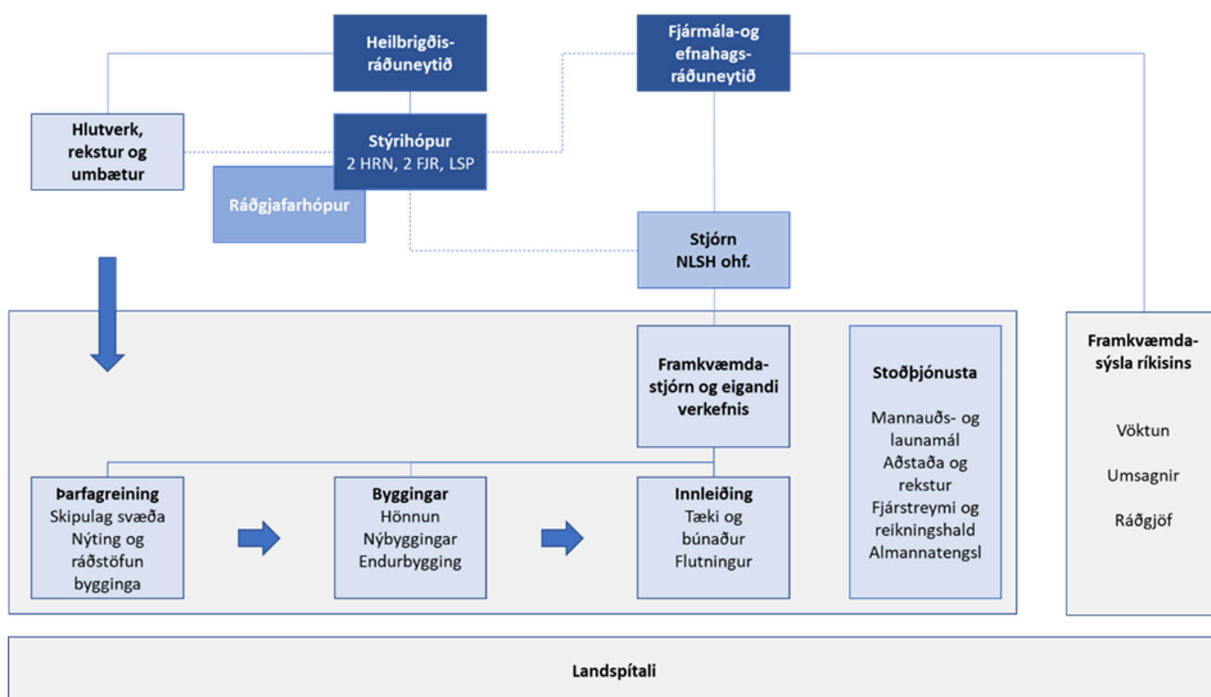 Heilbrigðis-
ráðuneytið
Fjármála-og
efnahags-
ráðuneytið
Hlutverk,
rekstur og
umbætur
Stýrihópur
2 HRN, 2 FJR, LSP
Ráðgjafarhópur
Stjórn
NLSH ohf.
Framkvæmda-
stjórn og eigandi
verkefnis
Stoðþjónusta
Mannauðs- og
launamál
Aðstaða og
rekstur
Fjárstreymi og
reikningshald
Almannatengsl
Framkvæmda-
sýsla ríkisins
Vöktun
Umsagnir
Ráðgjöf
Þarfagreining
Skipulag svæða
Nýting og
ráðstöfun
bygginga
Byggingar
Hönnun
Nýbyggingar
Endurbygging
Innleiðing
Tæki og
búnaður
Flutningur
Landspítali